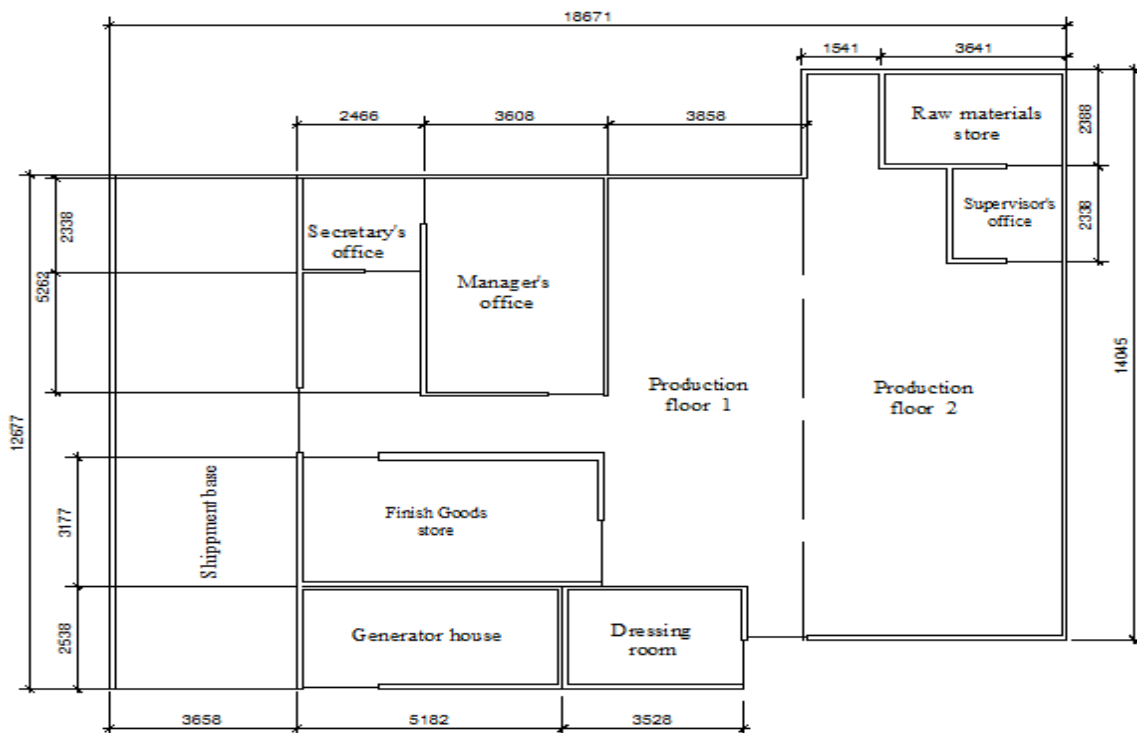 18671
1541
3641
2466
3608
3858
Raw materials
store
2388
Secretary's
office
2338
Supervisor's
office
2338
Manager's
office
5262
Production
floor 1
Production
floor 2
14045
12677
Shippment base
3177
Finish Goods
store
2538
Generator house
Dressing
room
3658
5182
3528